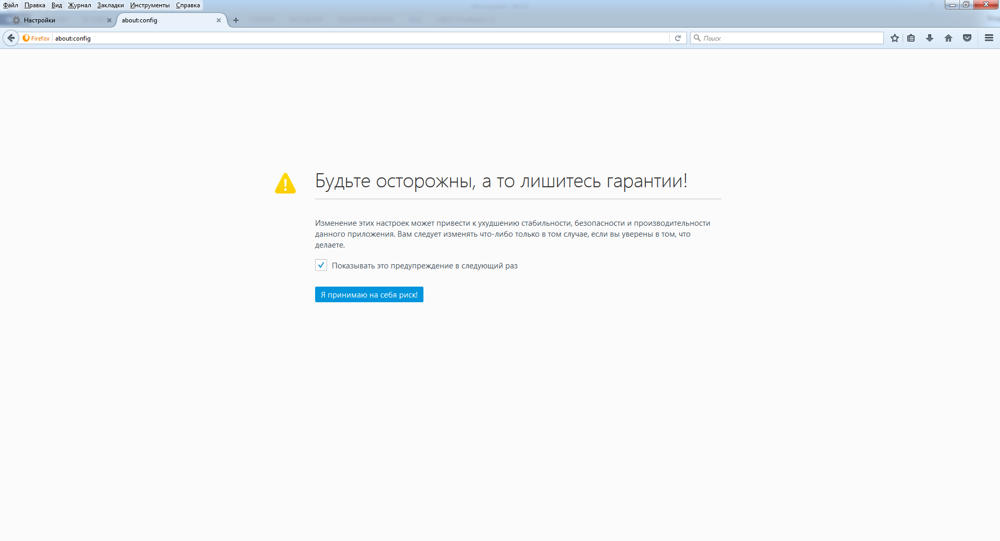 Файл Правка Вид Журнал Закладки Инструменты Справка
Настройки about:config
Firefox about:config Поиск
Будьте осторожны, а то лишитесь гарантии!
Изменение этих настроек может привести к ухудшению стабильности, безопасности и производительности
данного приложения. Вам следует изменять что-либо только в том случае, если вы уверены в том, что
делаете.
Показывать это предупреждение в следующий раз
Я принимаю на себя риск!